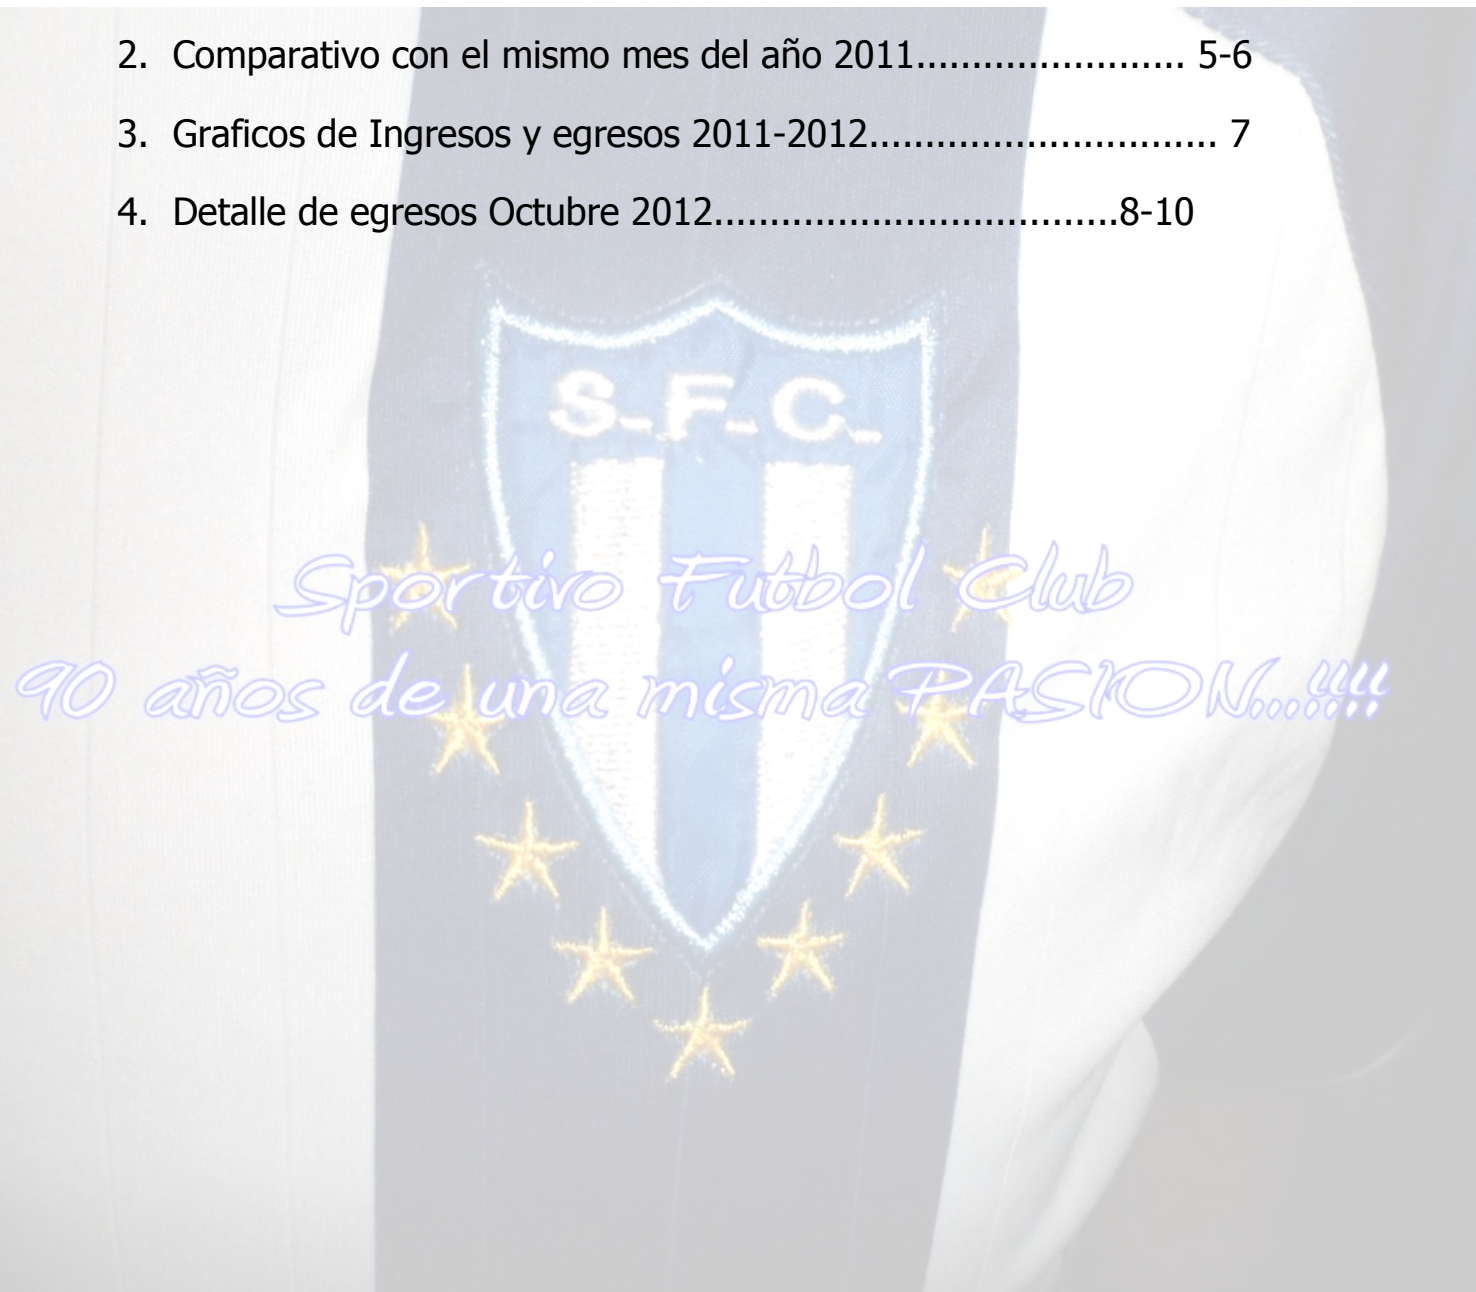 2. Comparativo con el mismo mes del año 2011........................ 5-6
3. Graficos de Ingresos y egresos 2011-2012............................... 7
4. Detalle de egresos Octubre 2012....................................8-10
S.F.C.
Sportivo Futbol Club
90 años de una misma PASION...!!!!